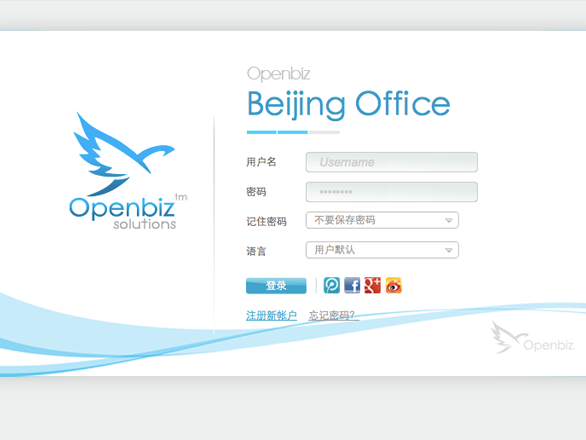 Openbiz
Beijing Office
用户名 Username
密码
记住密码 不要保存密码
语言 用户默认
登录
注册新帐户 忘记密码?
Openbiz tm
solutions
Openbiz